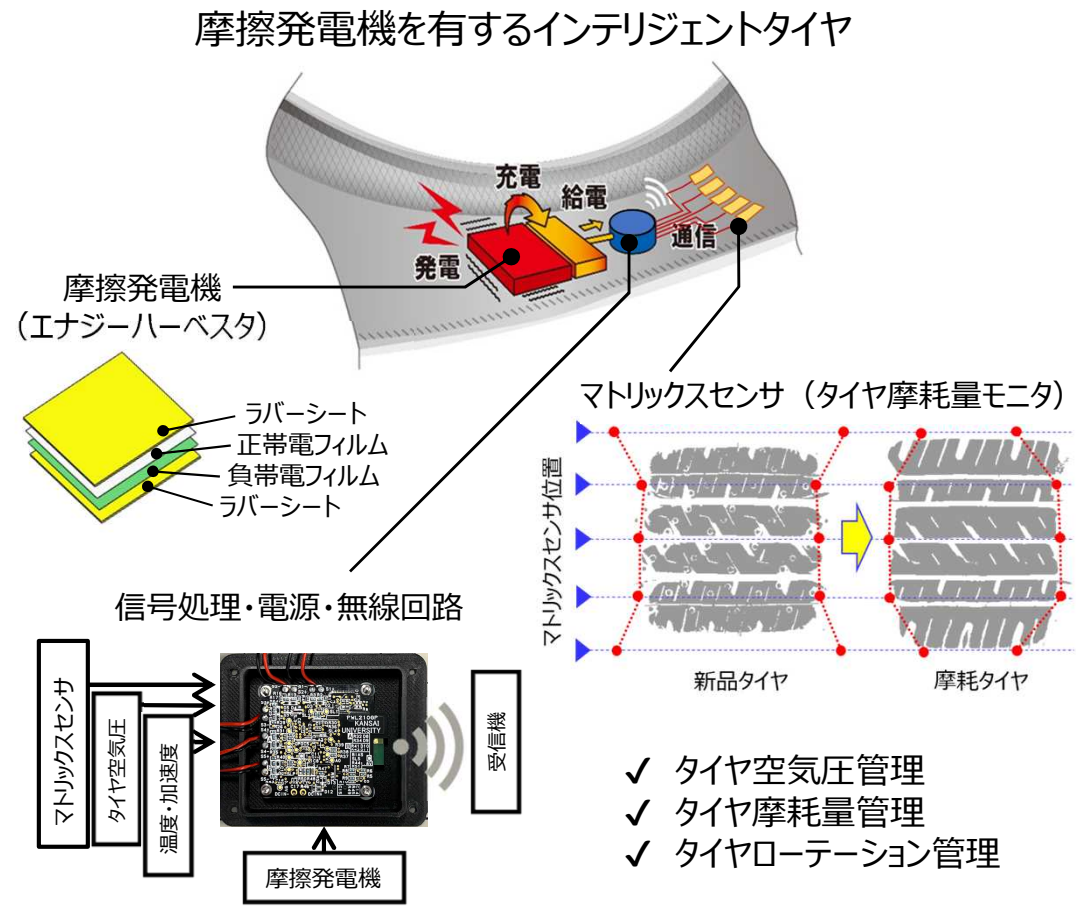 摩擦発電機を有するインテリジェントタイヤ
充電
給電
発電
通信
摩擦発電機
（エナジーハーベスタ）
ラバーシート
正帯電フィルム
負帯電フィルム
ラバーシート
マトリックスセンサ（タイヤ摩耗量モニタ）
マトリックスセンサ位置
新品タイヤ
摩耗タイヤ
信号処理・電源・無線回路
マトリックスセンサ
タイヤ空気圧
温度・加速度
KANSAI
UNIVERSITY
受信機
摩擦発電機
✓ タイヤ空気圧管理
✓ タイヤ摩耗量管理
✓ タイヤローテーション管理